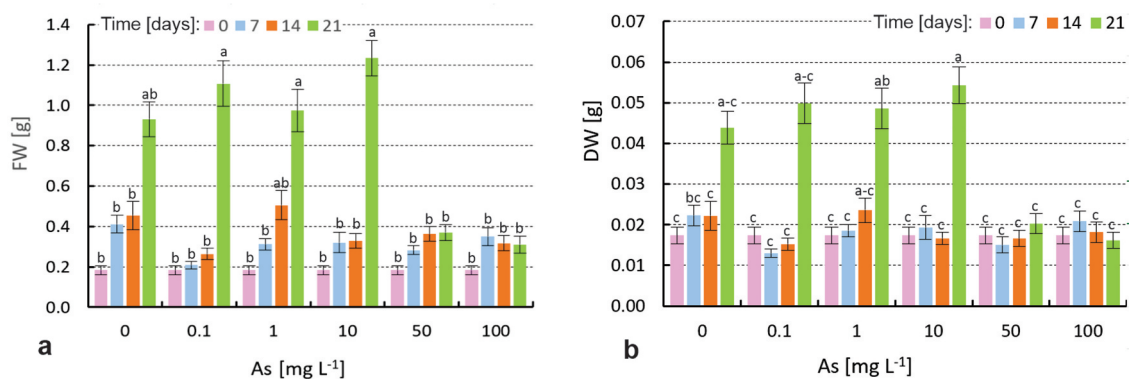 Time [days]: 0 7 14 21
1.4
1.2
1.0
0.8
0.6
0.4
0.2
0.0
FW [g]
b b b ab
b b b a
b b ab a
b b b a
b b b b
b b b b
0 0.1 1 10 50 100
As [mg L⁻¹]
a
Time [days]: 0 7 14 21
0.07
0.06
0.05
0.04
0.03
0.02
0.01
0.00
DW [g]
c bc c a-c
c c c a-c
c c a-c ab
c c c a
c c c c
c c c c
0 0.1 1 10 50 100
As [mg L⁻¹]
b